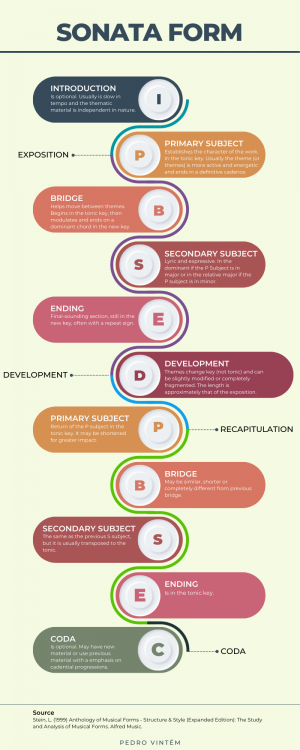 SONATA FORM
INTRODUCTION
Is optional. Usually is slow in
tempo and the thematic
material is independent in nature.
I
EXPOSITION
P
PRIMARY SUBJECT
Establishes the character of the work,
in the tonic key. Usually the theme (or
themes) is more active and energetic
and ends in a definitive cadence.
BRIDGE
Helps move between themes.
Begins in the tonic key, then
modulates and ends on a
dominant chord in the new key.
B
S
SECONDARY SUBJECT
Lyric and expressive. In the
dominant if the P Subject is in
major or in the relative major if the
P subject is in minor.
ENDING
Final-sounding section, still in the
new key, often with a repeat sign.
E
DEVELOPMENT
D
DEVELOPMENT
Themes change key (not tonic) and can
be slightly modified or completely
fragmented. The length is
approximately that of the exposition.
PRIMARY SUBJECT
Return of the P subject in the
tonic key. It may be shortened
for greater impact.
P
RECAPITULATION
B
BRIDGE
May be similar, shorter or
completely different from previous
bridge.
SECONDARY SUBJECT
The same as the previous S subject,
but it is usually transposed to the
tonic.
S
E
ENDING
Is in the tonic key.
CODA
Is optional. May have new
material or use previous
material with a emphasis on
cadential progressions.
C
CODA
Source
Stein, L. (1999) Anthology of Musical Forms - Structure & Style (Expanded Edition): The Study
and Analysis of Musical Forms. Alfred Music.
PEDRO VINTÉM